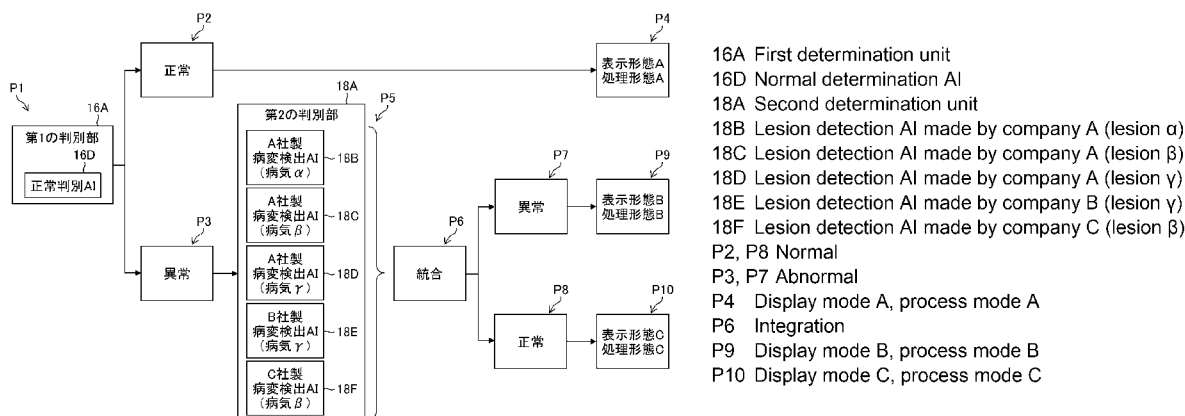 P1
16A
第1の判別部
16D
正常判別AI
P2
正常
P3
異常
18A
第2の判別部
P5
A社製
病変検出AI
(病気α)
18B
A社製
病変検出AI
(病気β)
18C
A社製
病変検出AI
(病気γ)
18D
B社製
病変検出AI
(病気γ)
18E
C社製
病変検出AI
(病気β)
18F
P6
統合
P7
異常
P8
正常
P4
表示形態A
処理形態A
P9
表示形態B
処理形態B
P10
表示形態C
処理形態C
16A First determination unit
16D Normal determination AI
18A Second determination unit
18B Lesion detection AI made by company A (lesion α)
18C Lesion detection AI made by company A (lesion β)
18D Lesion detection AI made by company A (lesion γ)
18E Lesion detection AI made by company B (lesion γ)
18F Lesion detection AI made by company C (lesion β)
P2, P8 Normal
P3, P7 Abnormal
P4 Display mode A, process mode A
P6 Integration
P9 Display mode B, process mode B
P10 Display mode C, process mode C